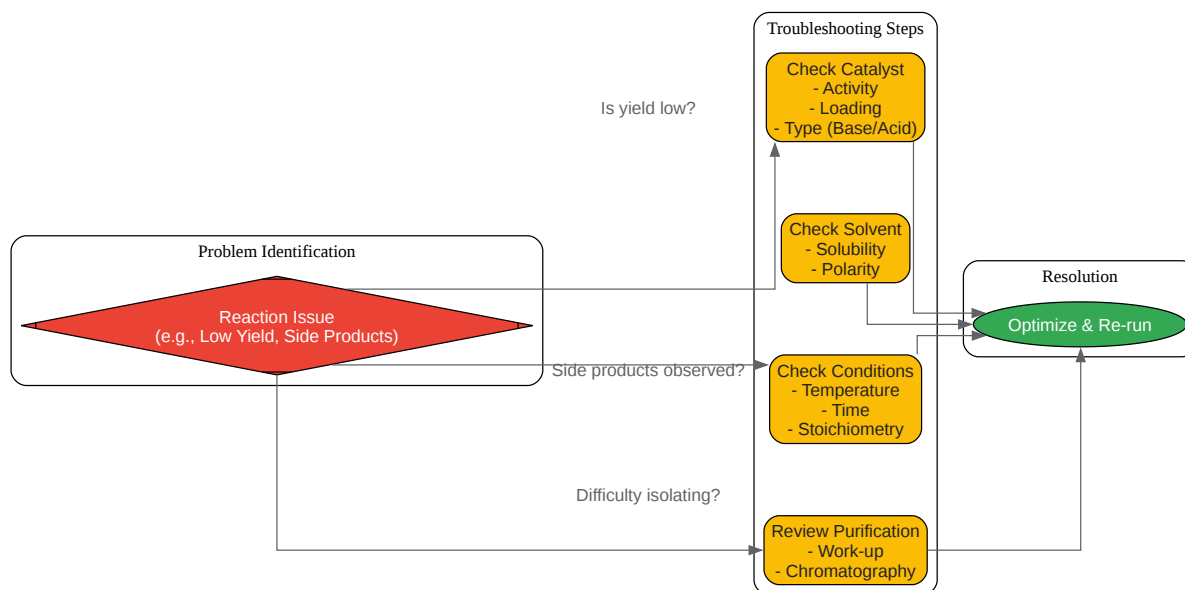 Troubleshooting Steps
Check Catalyst
- Activity
- Loading
- Type (Base/Acid)
Is yield low?
Check Solvent
- Solubility
- Polarity
Problem Identification
Reaction Issue
(e.g., Low Yield, Side Products)
Resolution
Optimize & Re-run
Side products observed?
Check Conditions
- Temperature
- Time
- Stoichiometry
Difficulty isolating?
Review Purification
- Work-up
- Chromatography